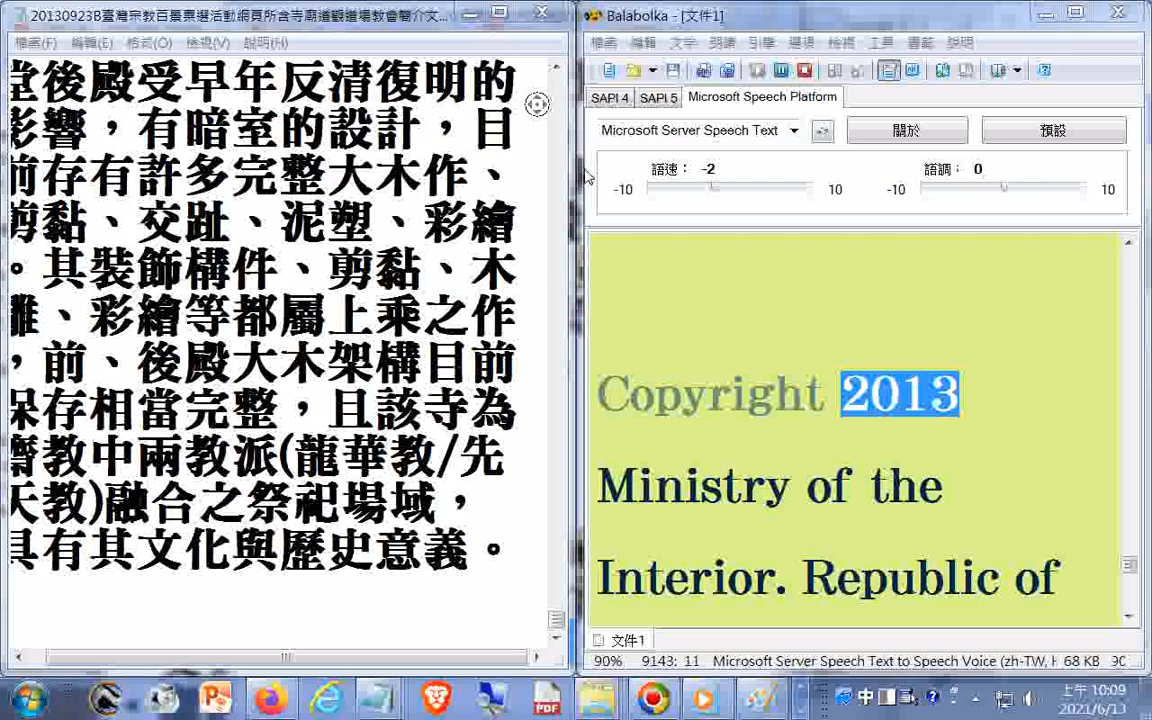 20130923B臺灣宗教百景票選活動網頁所含寺廟道觀道場教會簡介文...
檔案(F) 編輯(E) 格式(O) 檢視(V) 說明(H)
堂後殿受早年反清復明的
影響，有暗室的設計，目
前存有許多完整大木作、
剪黏、交趾、泥塑、彩繪
。其裝飾構件、剪黏、木
雕、彩繪等都屬上乘之作
，前、後殿大木架構目前
保存相當完整，且該寺為
齋教中兩教派(龍華教/先
天教)融合之祭祀場域，
具有其文化與歷史意義。
Balabolka - [文件1]
檔案 編輯 文字 朗讀 引擎 選項 檢視 工具 書籤 說明
SAPI 4 SAPI 5 Microsoft Speech Platform
Microsoft Server Speech Text 關於 預設
語速： -2 語調： 0
-10 10 -10 10
Copyright 2013
Ministry of the
Interior. Republic of
文件1
90% 9143: 11 Microsoft Server Speech Text to Speech Voice (zh-TW, H 68 KB
PDF
中
上午 10:09
2021/6/13